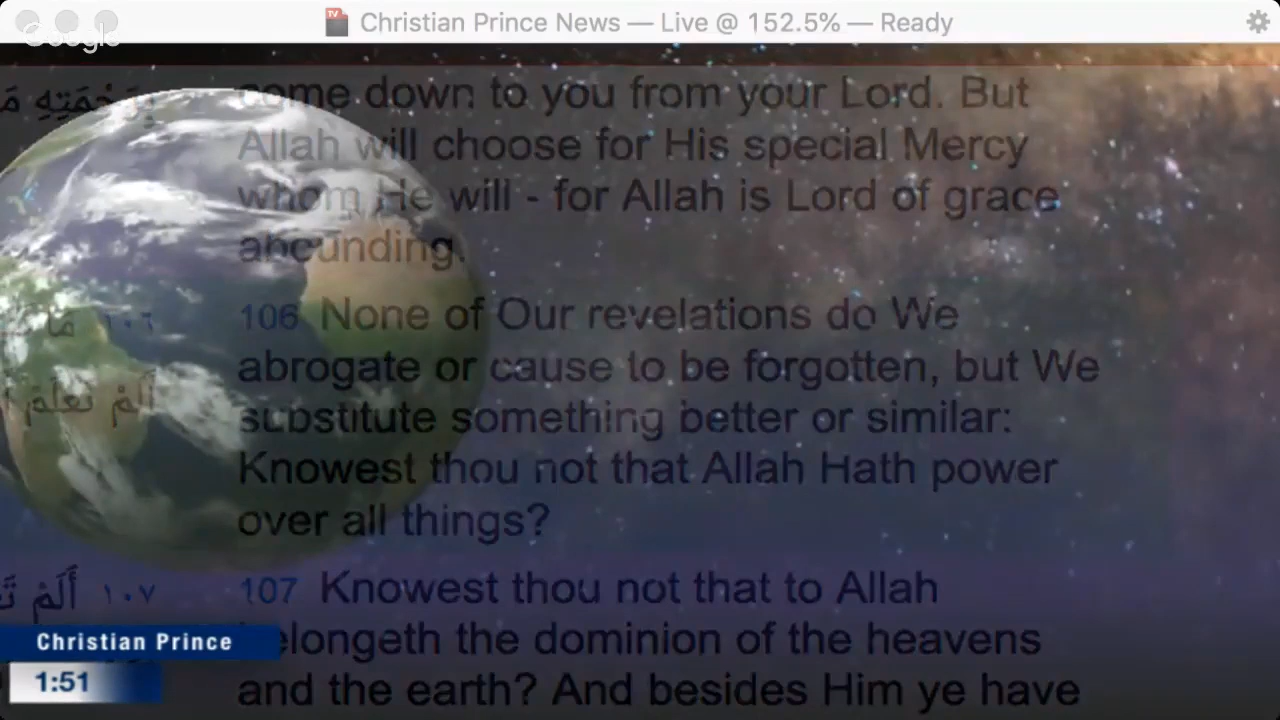 Christian Prince News — Live @ 152.5% — Ready
Google
come down to you from your Lord. But
Allah will choose for His special Mercy
whom He will - for Allah is Lord of grace
abounding.
١٠٦ مَا
106 None of Our revelations do We
abrogate or cause to be forgotten, but We
أَلَمْ تَعْلَمْ
substitute something better or similar:
Knowest thou not that Allah Hath power
over all things?
١٠٧ أَلَمْ
107 Knowest thou not that to Allah
belongeth the dominion of the heavens
and the earth? And besides Him ye have
Christian Prince
1:51